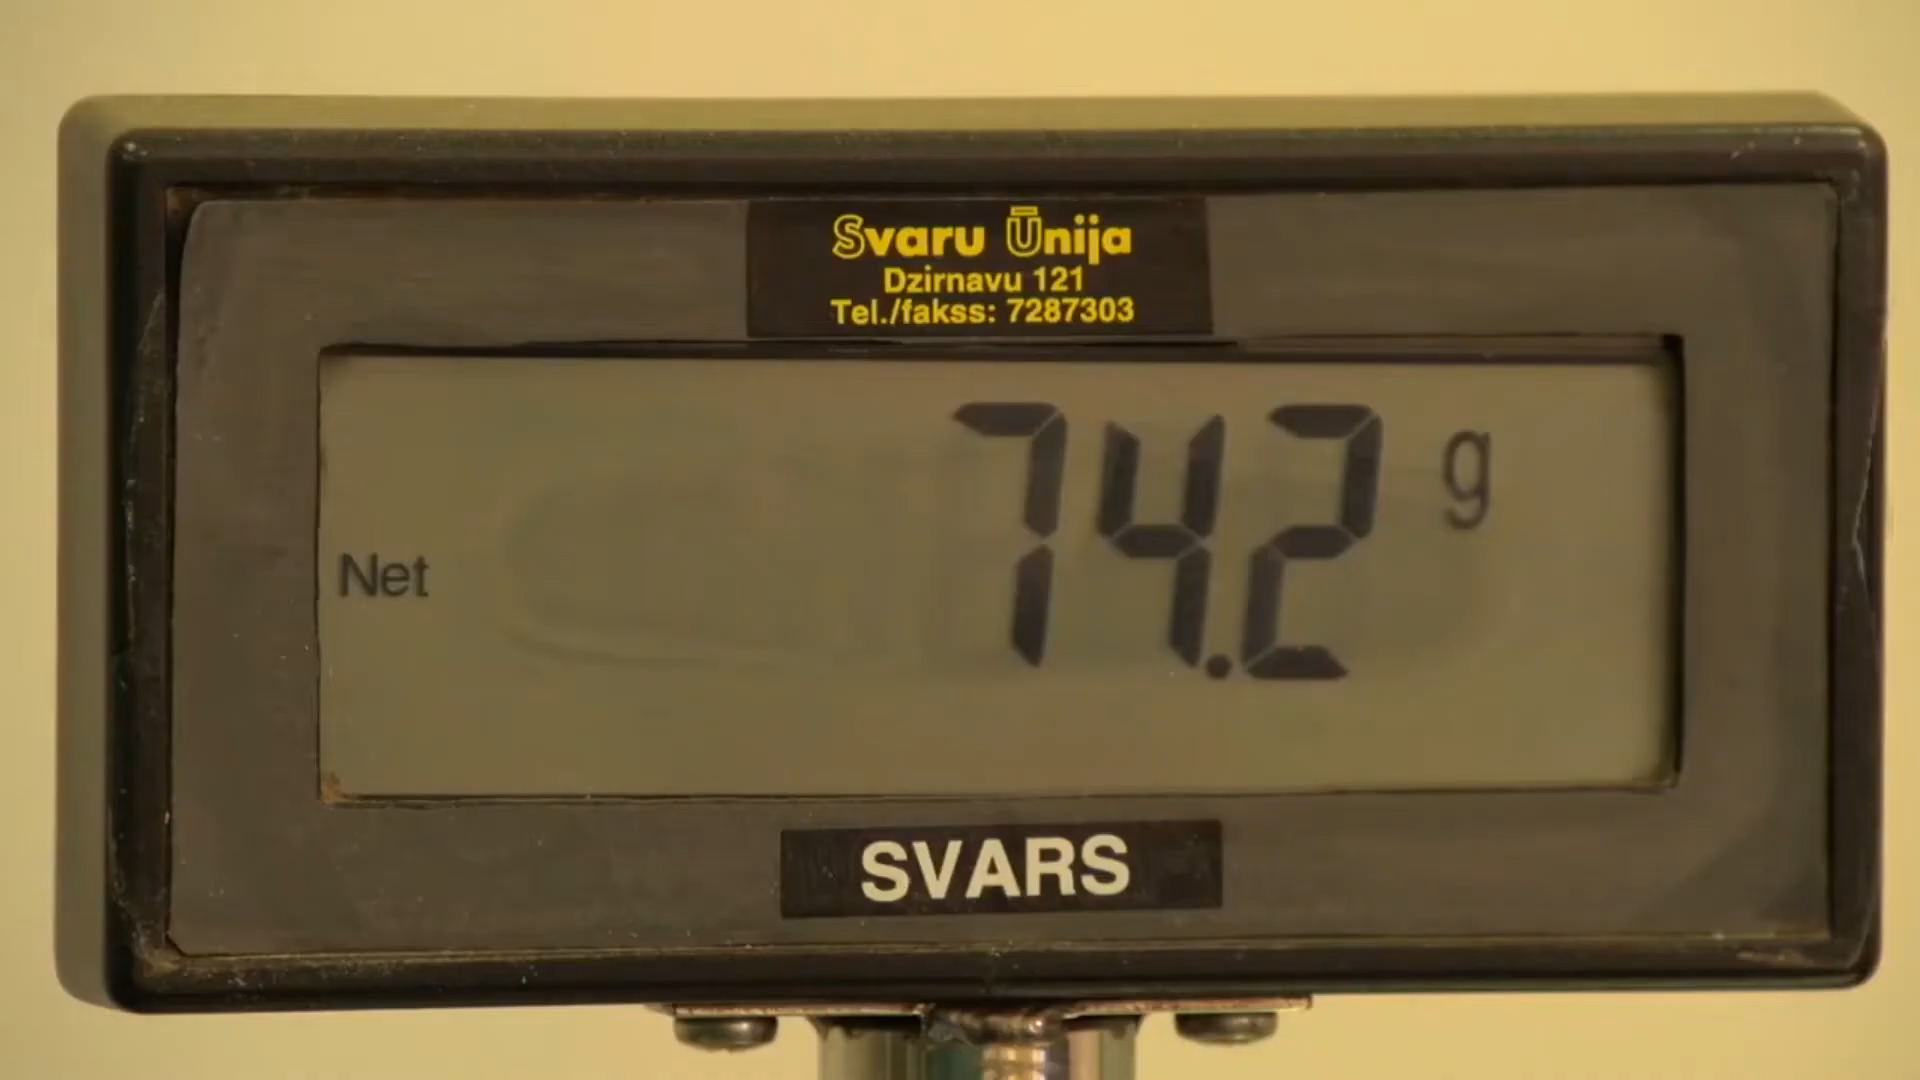 Svaru Ūnija
Dzirnavu 121
Tel./fakss: 7287303
74.2 g
Net
SVARS